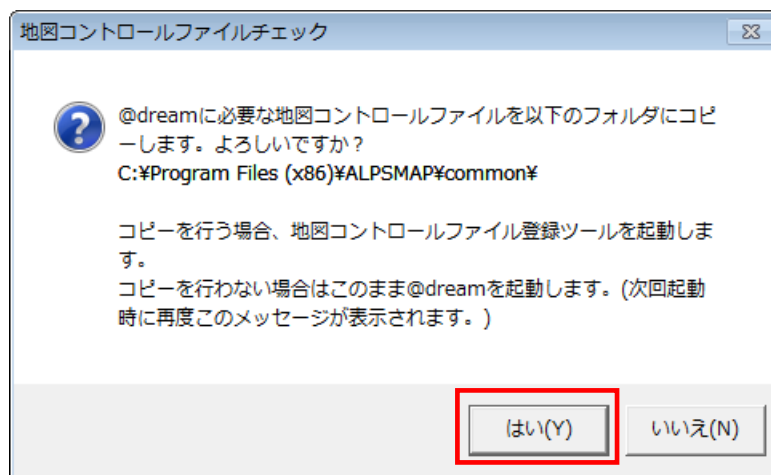 地図コントロールファイルチェック
@dreamに必要な地図コントロールファイルを以下のフォルダにコピ
ーします。よろしいですか？
C:¥Program Files (x86)¥ALPSMAP¥common¥
コピーを行う場合、地図コントロールファイル登録ツールを起動しま
す。
コピーを行わない場合はこのまま@dreamを起動します。(次回起動
時に再度このメッセージが表示されます。)
はい(Y)
いいえ(N)